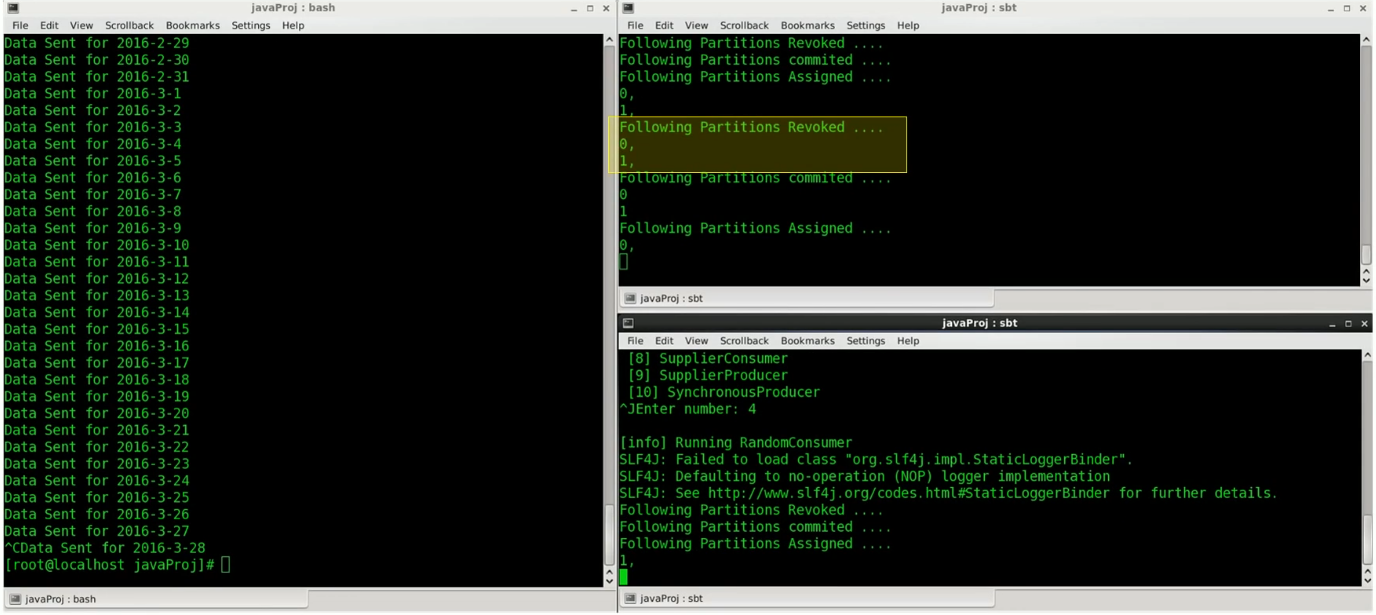 javaProj : bash
File Edit View Scrollback Bookmarks Settings Help
Data Sent for 2016-2-29
Data Sent for 2016-2-30
Data Sent for 2016-2-31
Data Sent for 2016-3-1
Data Sent for 2016-3-2
Data Sent for 2016-3-3
Data Sent for 2016-3-4
Data Sent for 2016-3-5
Data Sent for 2016-3-6
Data Sent for 2016-3-7
Data Sent for 2016-3-8
Data Sent for 2016-3-9
Data Sent for 2016-3-10
Data Sent for 2016-3-11
Data Sent for 2016-3-12
Data Sent for 2016-3-13
Data Sent for 2016-3-14
Data Sent for 2016-3-15
Data Sent for 2016-3-16
Data Sent for 2016-3-17
Data Sent for 2016-3-18
Data Sent for 2016-3-19
Data Sent for 2016-3-20
Data Sent for 2016-3-21
Data Sent for 2016-3-22
Data Sent for 2016-3-23
Data Sent for 2016-3-24
Data Sent for 2016-3-25
Data Sent for 2016-3-26
Data Sent for 2016-3-27
^CData Sent for 2016-3-28
[root@localhost javaProj]#
javaProj : bash
javaProj : sbt
File Edit View Scrollback Bookmarks Settings Help
Following Partitions Revoked ....
Following Partitions commited ....
Following Partitions Assigned ....
0,
1,
Following Partitions Revoked ....
0,
1,
Following Partitions commited ....
0
1
Following Partitions Assigned ....
0,
javaProj : sbt
javaProj : sbt
File Edit View Scrollback Bookmarks Settings Help
[8] SupplierConsumer
[9] SupplierProducer
[10] SynchronousProducer
^JEnter number: 4
[info] Running RandomConsumer
SLF4J: Failed to load class "org.slf4j.impl.StaticLoggerBinder".
SLF4J: Defaulting to no-operation (NOP) logger implementation
SLF4J: See http://www.slf4j.org/codes.html#StaticLoggerBinder for further details.
Following Partitions Revoked ....
Following Partitions commited ....
Following Partitions Assigned ....
1,
javaProj : sbt